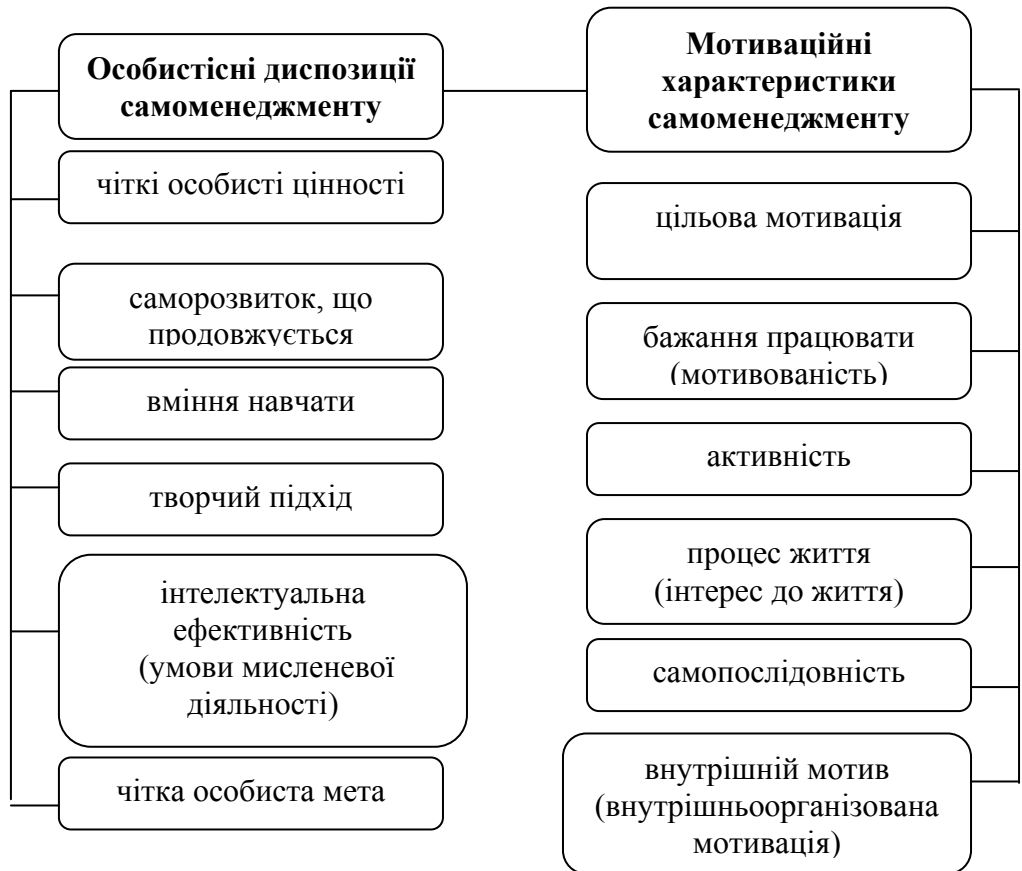 Особистісні диспозиції
самоменеджменту
чіткі особисті цінності
саморозвиток, що
продовжується
вміння навчати
творчий підхід
інтелектуальна
ефективність
(умови мисленевої
діяльності)
чітка особиста мета
Мотиваційні
характеристики
самоменеджменту
цільова мотивація
бажання працювати
(мотивованість)
активність
процес життя
(інтерес до життя)
самопослідовність
внутрішній мотив
(внутрішньоорганізована
мотивація)